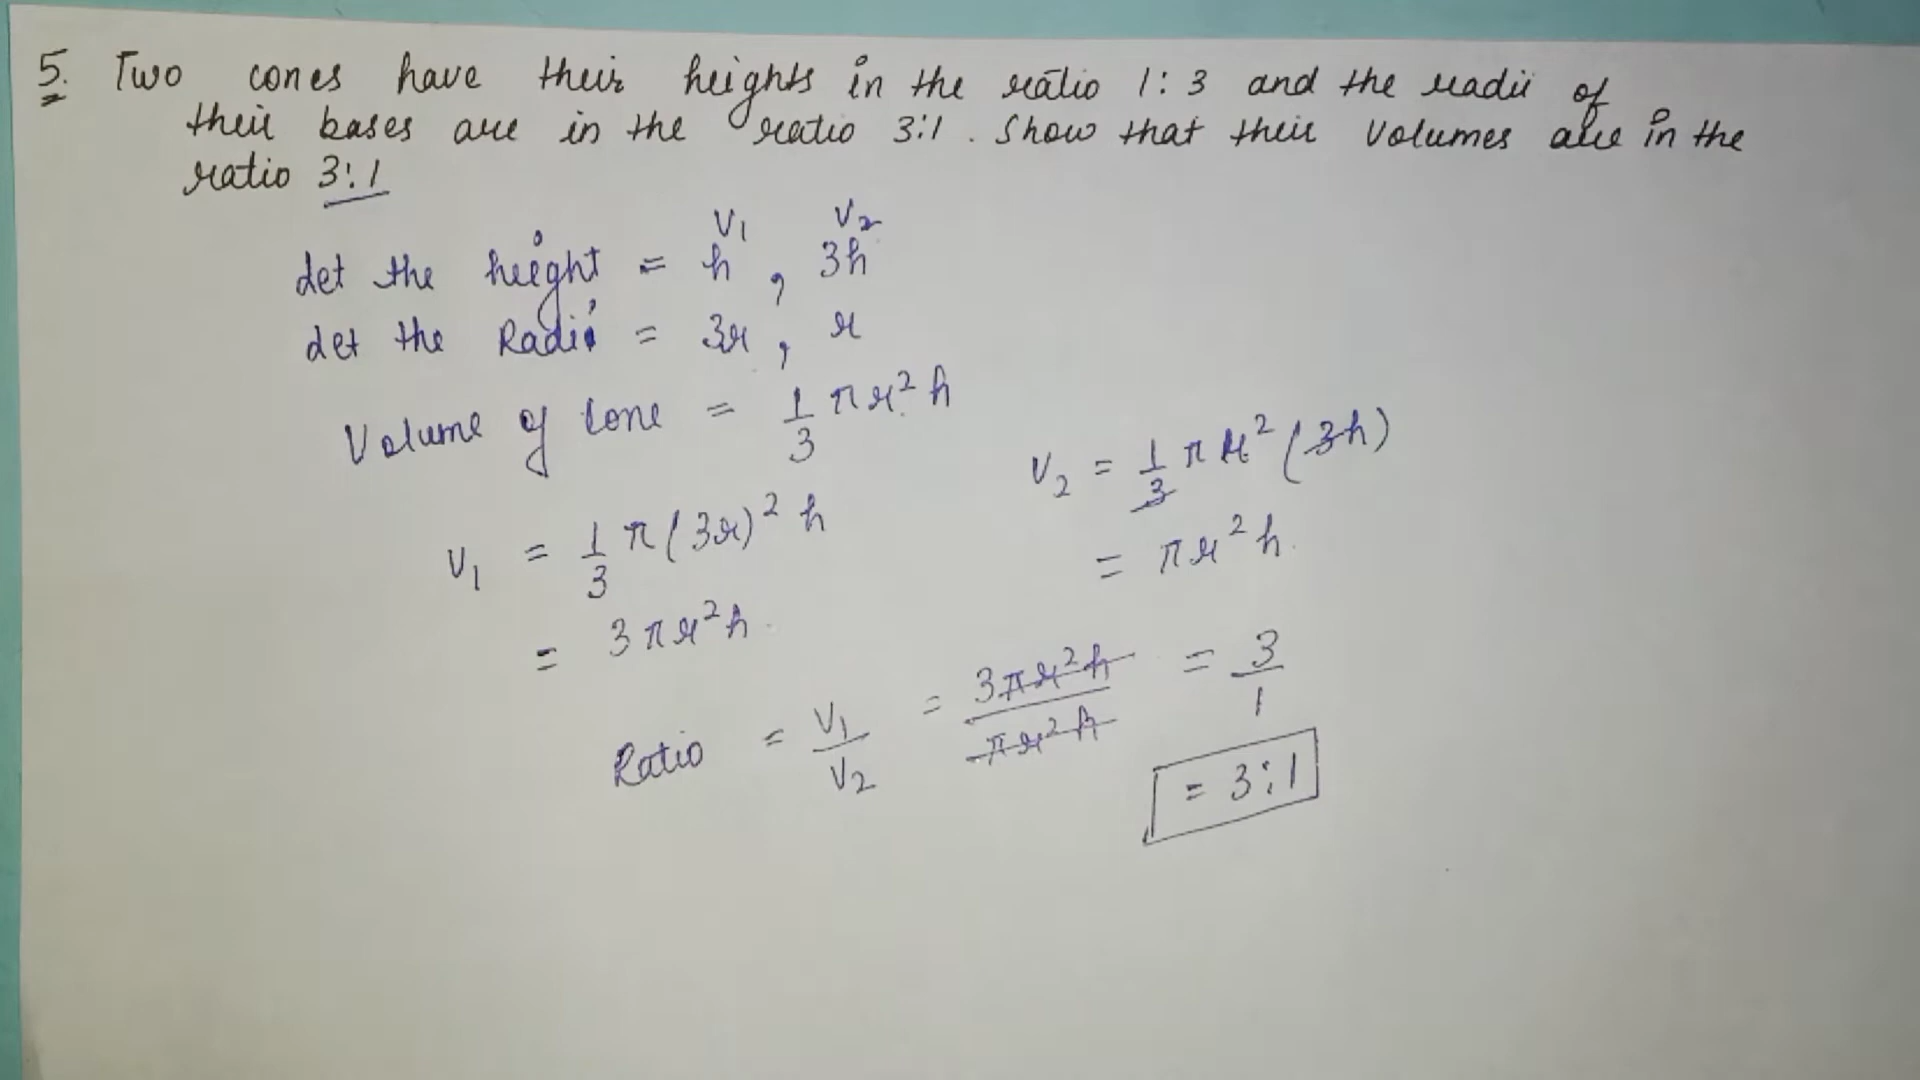 5. Two cones have their heights in the ratio 1:3 and the radii of
their bases are in the ratio 3:1. Show that their Volumes are in the
ratio 3:1
V₁ V₂
Let the height = h, 3h
Let the Radii = 3r, r
Volume of Cone = 1/3 πr²h
V₂ = 1/3 πr²(3h)
V₁ = 1/3 π(3r)²h
= πr²h.
= 3πr²h.
Ratio = V₁/V₂ = 3πr²h/πr²h = 3/1
= 3:1